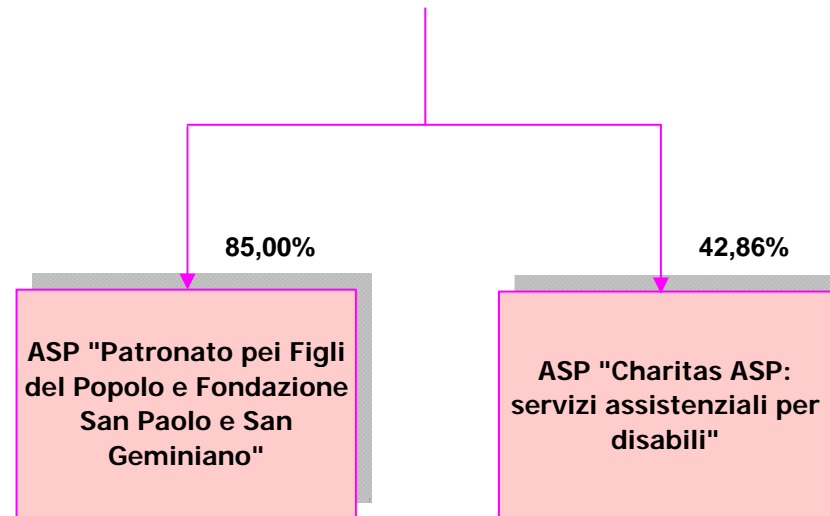 85,00%
42,86%
ASP "Patronato pei Figli
del Popolo e Fondazione
San Paolo e San
Geminiano"
ASP "Charitas ASP:
servizi assistenziali per
disabili"